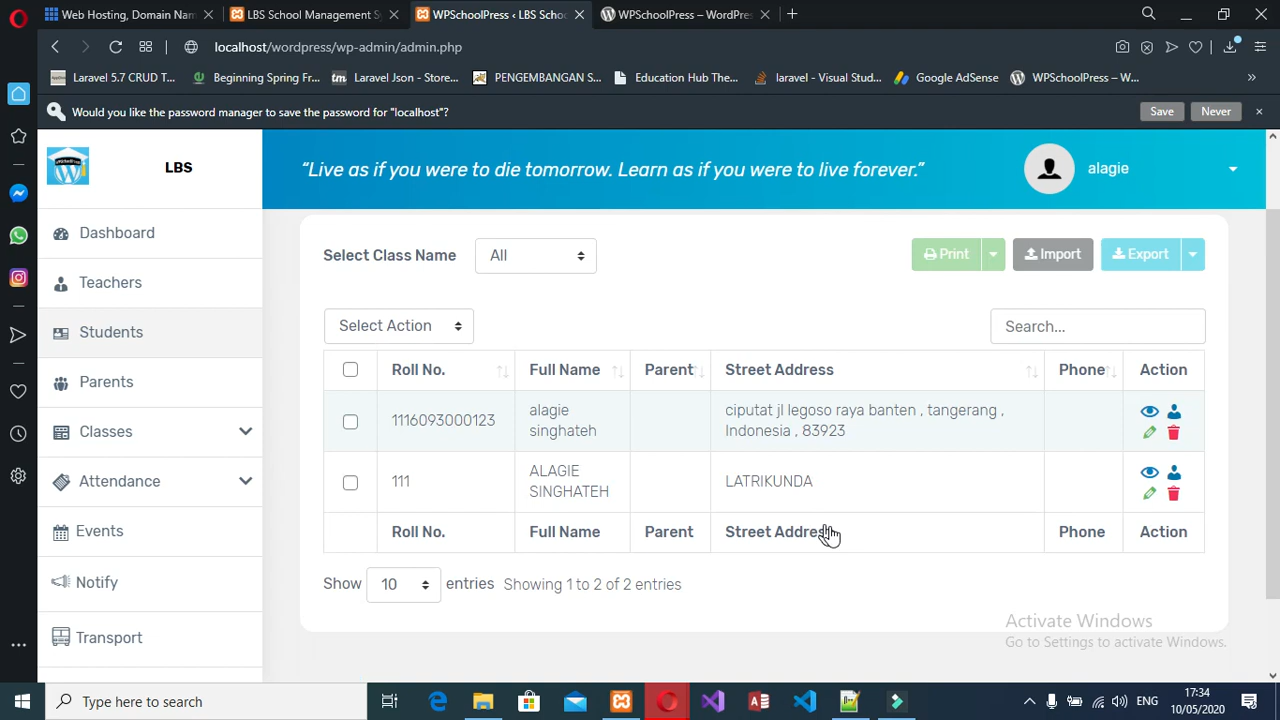 Web Hosting, Domain Nam
LBS School Management Sy
WPSchoolPress ‹ LBS Schoo
WPSchoolPress – WordPres
localhost/wordpress/wp-admin/admin.php
Laravel 5.7 CRUD T...
Beginning Spring Fr...
Laravel Json - Store...
PENGEMBANGAN S...
Education Hub The...
laravel - Visual Stud...
Google AdSense
WPSchoolPress – W...
Would you like the password manager to save the password for "localhost"?
Save
Never
LBS
“Live as if you were to die tomorrow. Learn as if you were to live forever.”
alagie
Dashboard
Teachers
Students
Parents
Classes
Attendance
Events
Notify
Transport
Select Class Name
All
Print
Import
Export
Select Action
Search...
Roll No. Full Name Parent Street Address Phone Action
1116093000123
alagie
singhateh
ciputat jl legoso raya banten , tangerang ,
Indonesia , 83923
111
ALAGIE
SINGHATEH
LATRIKUNDA
Roll No. Full Name Parent Street Address Phone Action
Show 10 entries Showing 1 to 2 of 2 entries
Activate Windows
Go to Settings to activate Windows.
Type here to search
ENG
17:34
10/05/2020